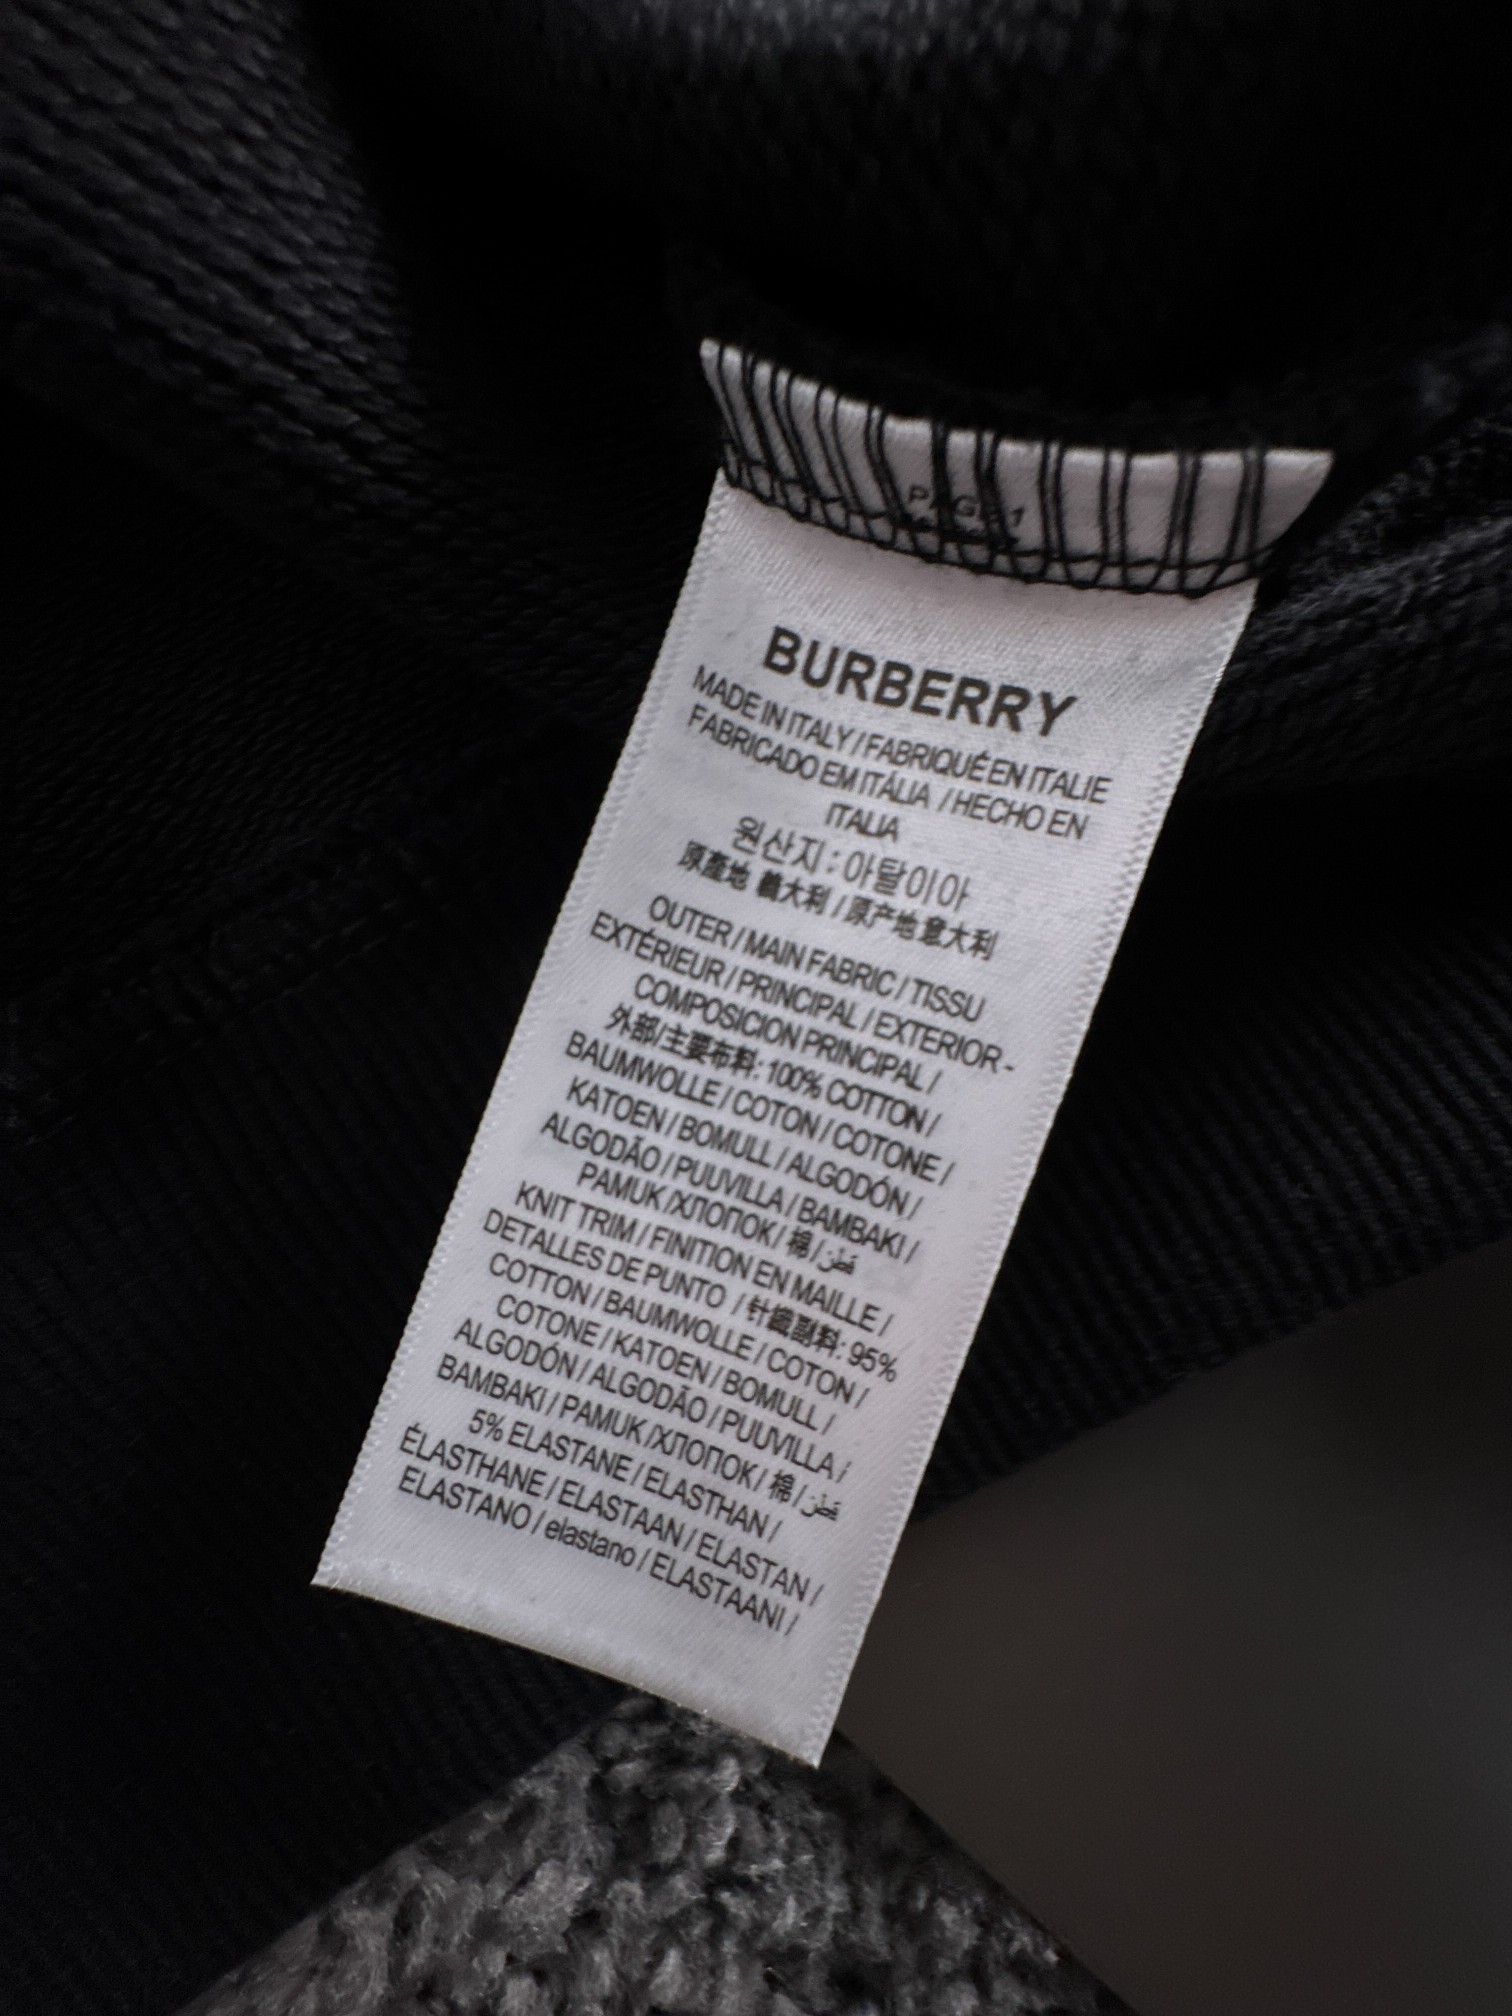 PAGE 1
BURBERRY
MADE IN ITALY / FABRIQUÉ EN ITALIE
FABRICADO EM ITÁLIA / HECHO EN
ITALIA
원산지 : 아탈이아
原產地 義大利 / 原产地意大利
OUTER / MAIN FABRIC / TISSU
EXTÉRIEUR / PRINCIPAL / EXTERIOR -
COMPOSICION PRINCIPAL /
外部/主要布料: 100% COTTON /
BAUMWOLLE / COTON / COTONE /
KATOEN / BOMULL / ALGODÓN /
ALGODÃO / PUUVILLA / BAMBAKI /
PAMUK /ХЛОПОК / 棉 / قطن
KNIT TRIM / FINITION EN MAILLE /
DETALLES DE PUNTO / 针織副料: 95%
COTTON / BAUMWOLLE / COTON /
COTONE / KATOEN / BOMULL /
ALGODÓN / ALGODÃO / PUUVILLA /
BAMBAKI / PAMUK /ХЛОПОК / 棉 / قطن
5% ELASTANE / ELASTHAN /
ÉLASTHANE / ELASTAAN / ELASTAN /
ELASTANO / elastano / ELASTAANI /